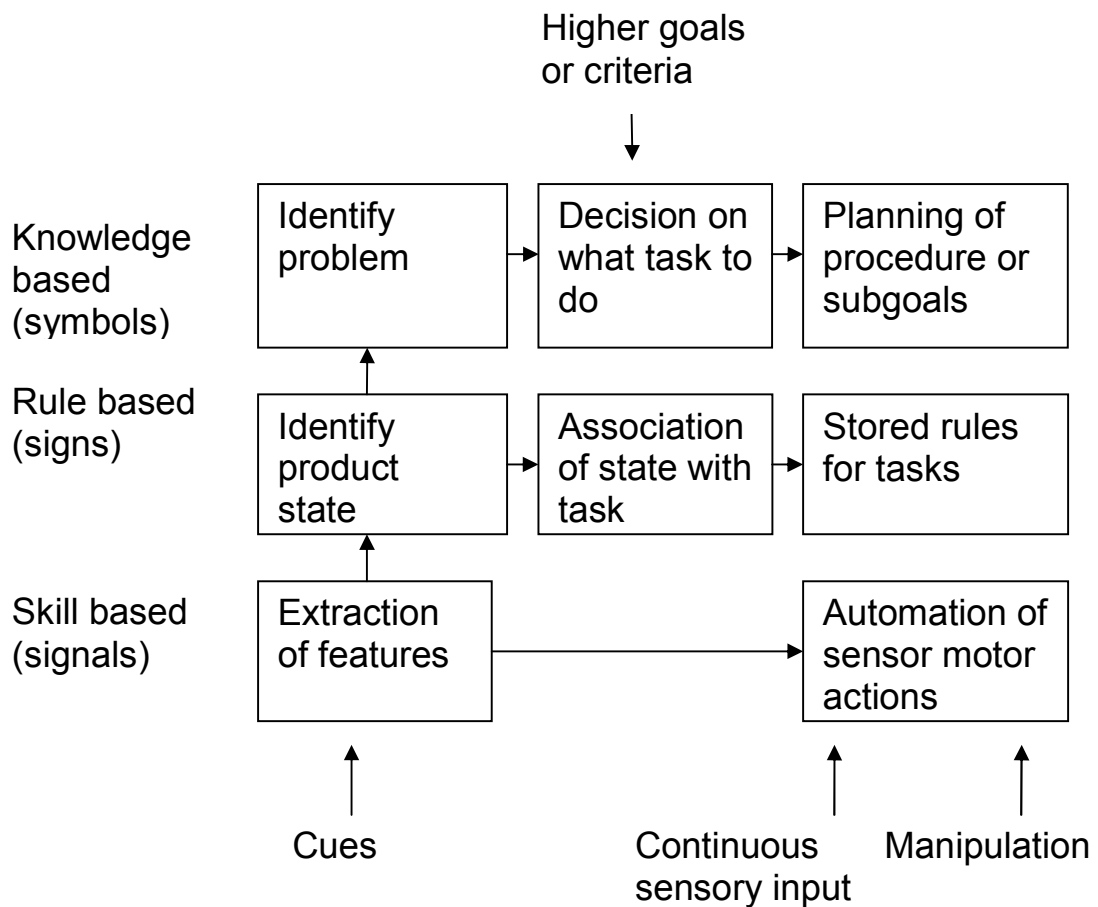 Higher goals
or criteria
Knowledge
based
(symbols)
Identify
problem
Decision on
what task to
do
Planning of
procedure or
subgoals
Rule based
(signs)
Identify
product
state
Association
of state with
task
Stored rules
for tasks
Skill based
(signals)
Extraction
of features
Automation of
sensor motor
actions
Cues
Continuous
sensory input
Manipulation